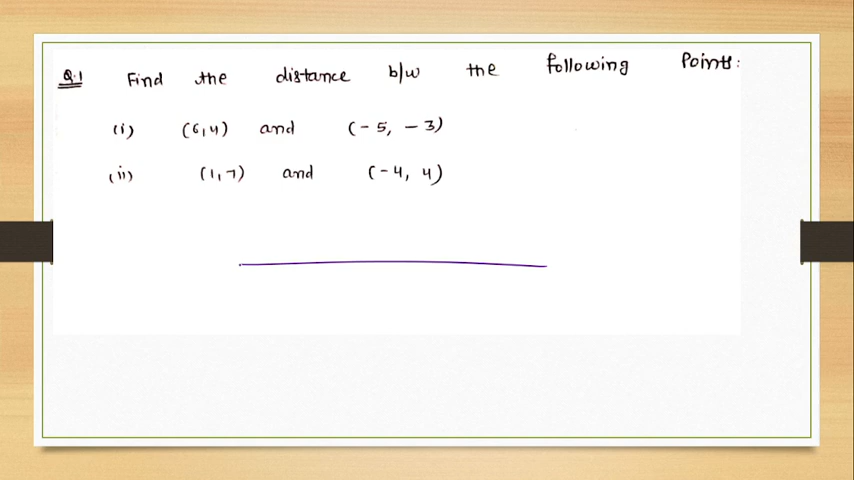 Q.1 Find the distance b/w the following Points:
(i) (6,4) and (-5, -3)
(ii) (1,7) and (-4, 4)